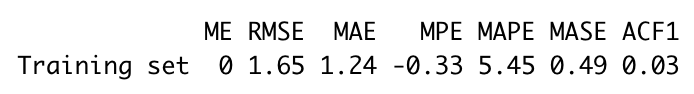 ME RMSE MAE MPE MAPE MASE ACF1
Training set 0 1.65 1.24 -0.33 5.45 0.49 0.03